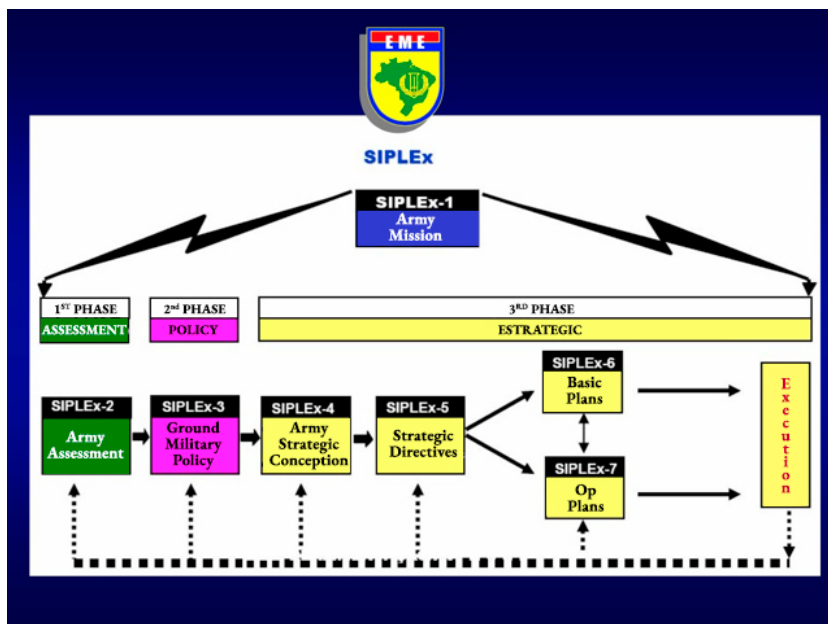 EME
SIPLEx
SIPLEx-1
Army
Mission
1ST PHASE
ASSESSMENT
2nd PHASE
POLICY
3RD PHASE
ESTRATEGIC
SIPLEx-2
Army
Assessment
SIPLEx-3
Ground
Military
Policy
SIPLEx-4
Army
Strategic
Conception
SIPLEx-5
Strategic
Directives
SIPLEx-6
Basic
Plans
SIPLEx-7
Op
Plans
Execution